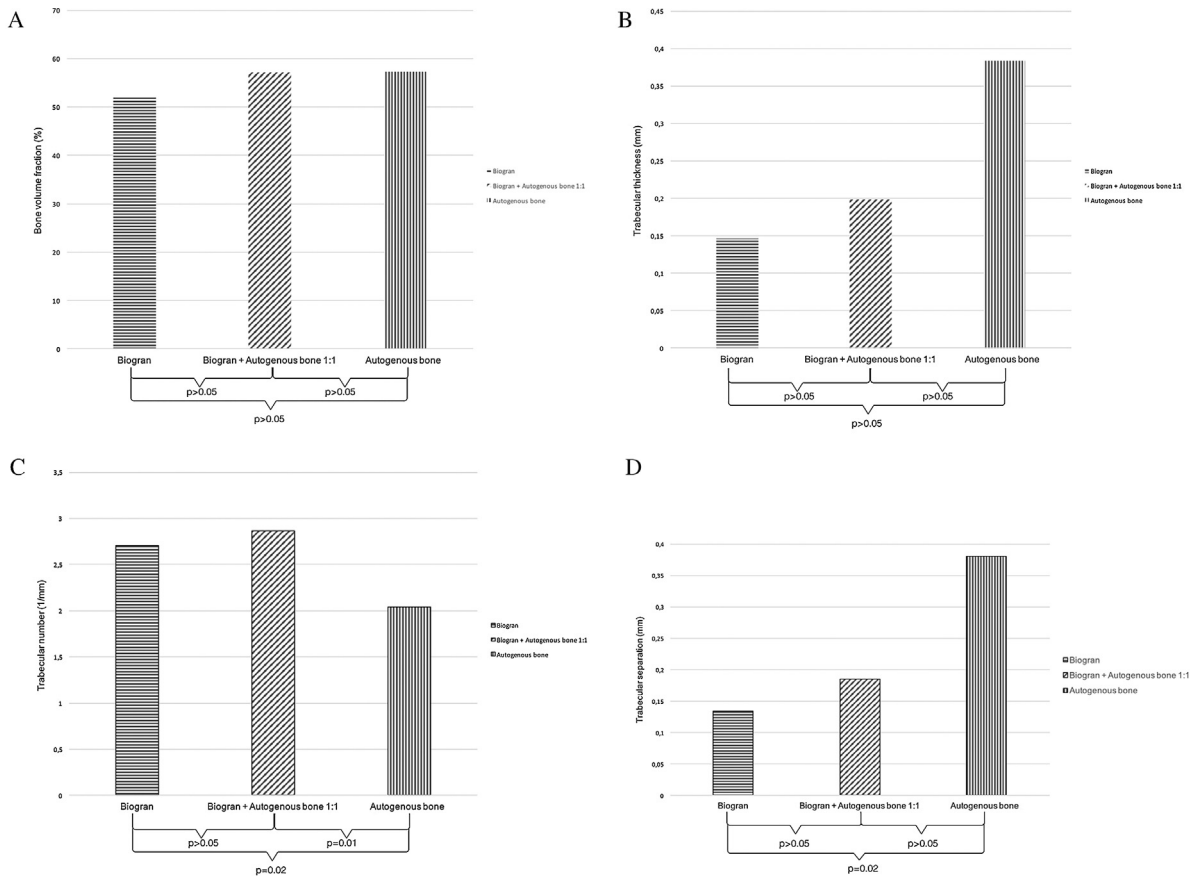 A
70
60
50
40
30
20
10
0
Bone volume fraction (%)
Biogran
Biogran + Autogenous bone 1:1
Autogenous bone
Biogran
Biogran + Autogenous bone 1:1
Autogenous bone
p>0.05
p>0.05
p>0.05
B
0,45
0,4
0,35
0,3
0,25
0,2
0,15
0,1
0,05
0
Trabecular thickness (mm)
Biogran
Biogran + Autogenous bone 1:1
Autogenous bone
Biogran
Biogran + Autogenous bone 1:1
Autogenous bone
p>0.05
p>0.05
p>0.05
C
3,5
3
2,5
2
1,5
1
0,5
0
Trabecular number (1/mm)
Biogran
Biogran + Autogenous bone 1:1
Autogenous bone
Biogran
Biogran + Autogenous bone 1:1
Autogenous bone
p>0.05
p=0.01
p=0.02
D
0,4
0,35
0,3
0,25
0,2
0,15
0,1
0,05
0
Trabecular separation (mm)
Biogran
Biogran + Autogenous bone 1:1
Autogenous bone
Biogran
Biogran + Autogenous bone 1:1
Autogenous bone
p>0.05
p>0.05
p=0.02